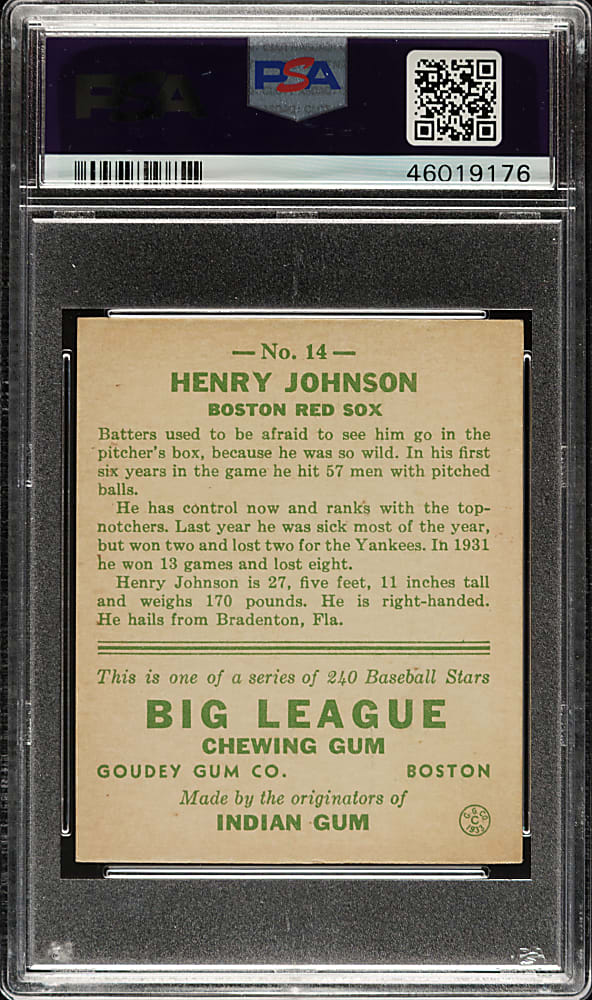 PSA
PSA
46019176
— No. 14 —
HENRY JOHNSON
BOSTON RED SOX
Batters used to be afraid to see him go in the
pitcher's box, because he was so wild. In his first
six years in the game he hit 57 men with pitched
balls.
He has control now and ranks with the top-
notchers. Last year he was sick most of the year,
but won two and lost two for the Yankees. In 1931
he won 13 games and lost eight.
Henry Johnson is 27, five feet, 11 inches tall
and weighs 170 pounds. He is right-handed.
He hails from Bradenton, Fla.
This is one of a series of 240 Baseball Stars
BIG LEAGUE
CHEWING GUM
GOUDEY GUM CO. BOSTON
Made by the originators of
INDIAN GUM
G. G. CO.
C
1933